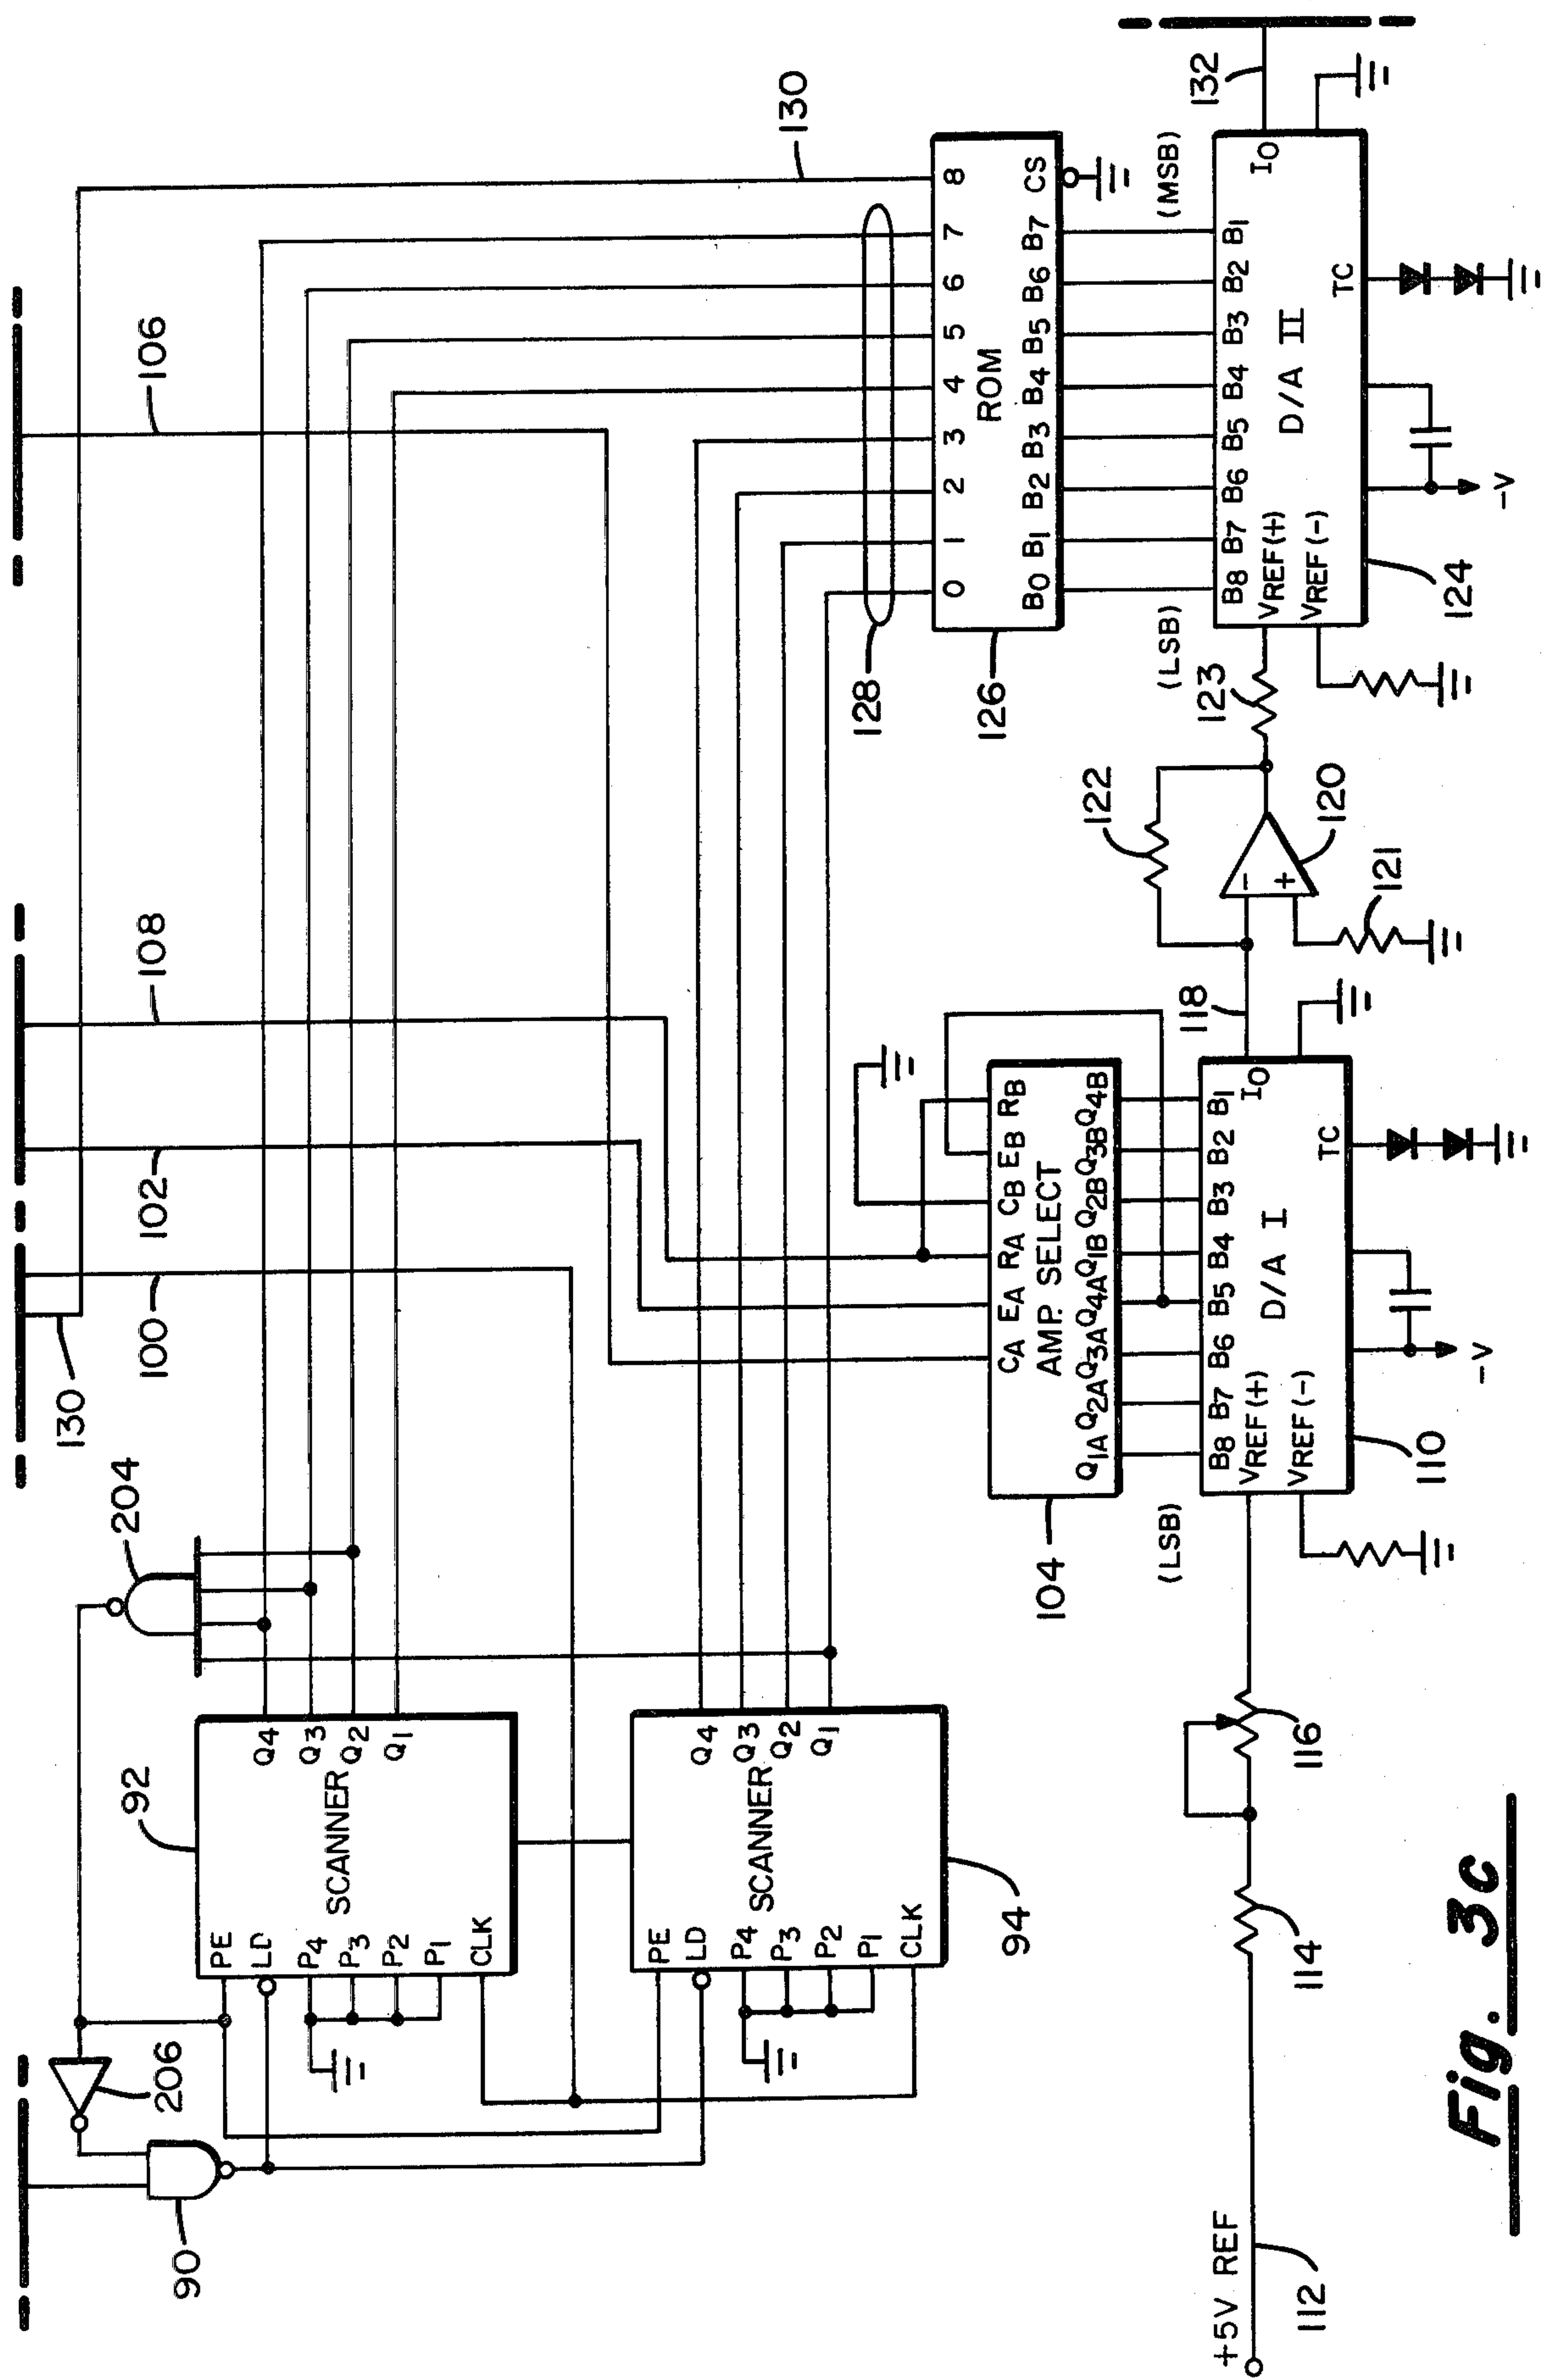 130
100
102
108
106
130
90
206
204
92
PE
LD
P4
P3
P2
P1
CLK
SCANNER
Q4
Q3
Q2
Q1
94
PE
LD
P4
P3
P2
P1
CLK
SCANNER
Q4
Q3
Q2
Q1
128
0 1 2 3 4 5 6 7 8
ROM
B0 B1 B2 B3 B4 B5 B6 B7 CS
126
104
CA EA RA CB EB RB
AMP. SELECT
Q1A Q2A Q3A Q4A Q1B Q2B Q3B Q4B
(LSB)
B8 B7 B6 B5 B4 B3 B2 B1
VREF(+)
VREF(-)
D/A I
IO
TC
110
-V
118
122
120
121
123
(LSB)
(MSB)
B8 B7 B6 B5 B4 B3 B2 B1
VREF(+)
VREF(-)
D/A II
IO
TC
124
-V
132
+5V REF
112
114
116
Fig. 3c